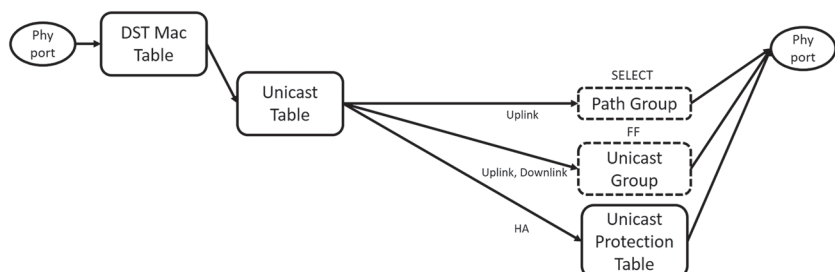 Phy
port
DST Mac
Table
Unicast
Table
Uplink
Uplink, Downlink
HA
SELECT
Path Group
FF
Unicast
Group
Unicast
Protection
Table
Phy
port